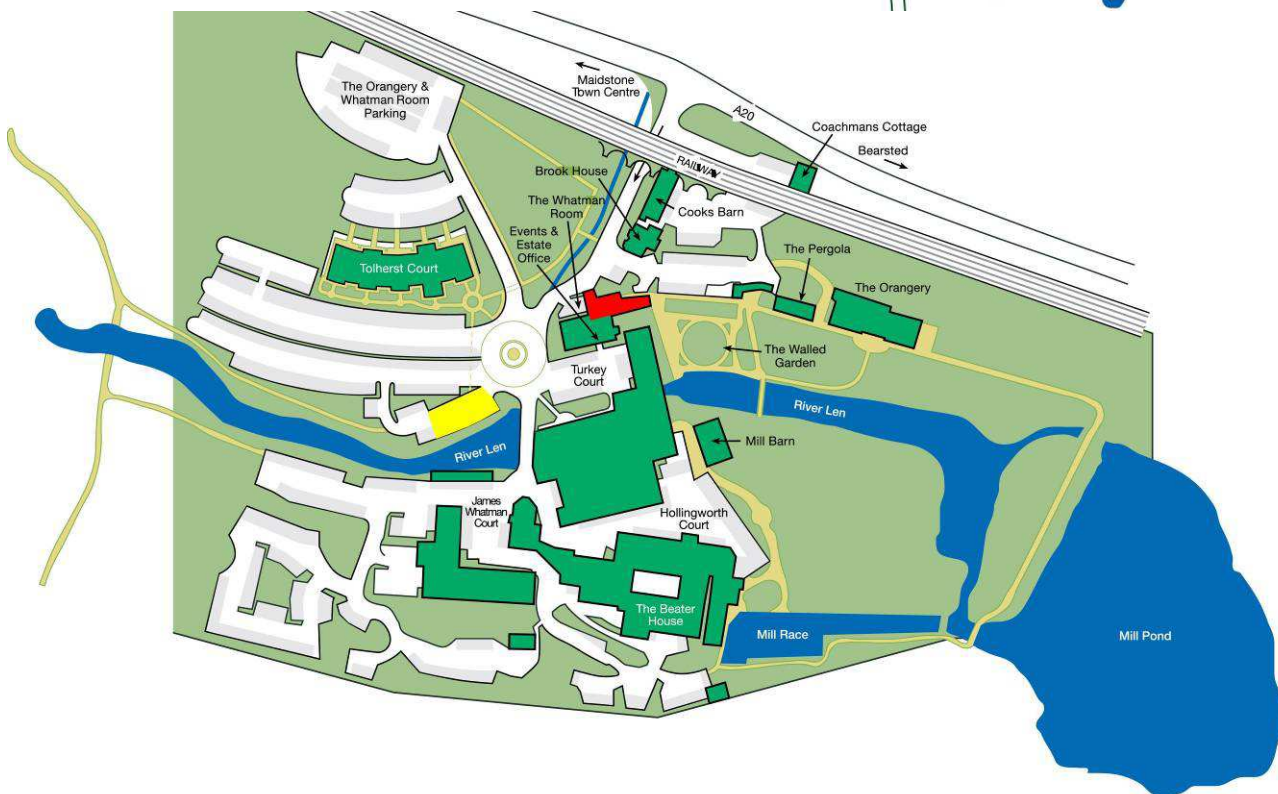 The Orangery &
Whatman Room
Parking
Maidstone
Town Centre
A20
Coachmans Cottage
Bearsted
RAILWAY
Brook House
Cooks Barn
The Whatman
Room
Events &
Estate
Office
The Pergola
Tolherst Court
The Orangery
The Walled
Garden
Turkey
Court
River Len
River Len
Mill Barn
James
Whatman
Court
Hollingworth
Court
The Beater
House
Mill Race
Mill Pond